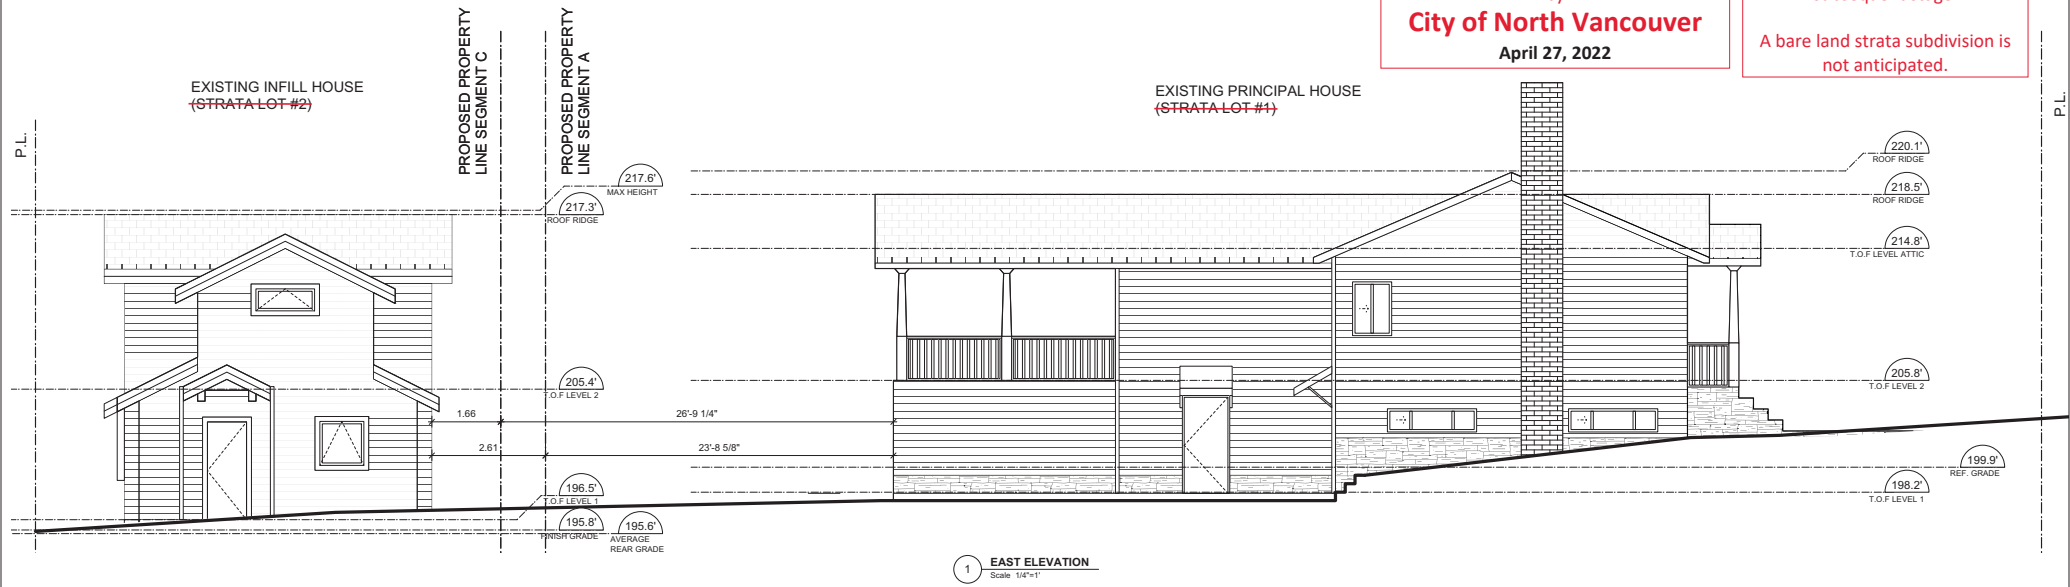 City of North Vancouver
April 27, 2022
A bare land strata subdivision is
not anticipated.
EXISTING INFILL HOUSE
(STRATA LOT #2)
PROPOSED PROPERTY
LINE SEGMENT C
PROPOSED PROPERTY
LINE SEGMENT A
EXISTING PRINCIPAL HOUSE
(STRATA LOT #1)
P.L.
P.L.
217.6'
MAX HEIGHT
217.3'
ROOF RIDGE
220.1'
ROOF RIDGE
218.5'
ROOF RIDGE
214.8'
T.O.F LEVEL ATTIC
205.4'
T.O.F LEVEL 2
205.8'
T.O.F LEVEL 2
1.66
26'-9 1/4"
2.61
23'-8 5/8"
199.9'
REF. GRADE
196.5'
T.O.F LEVEL 1
198.2'
T.O.F LEVEL 1
195.8'
FINISH GRADE
195.6'
AVERAGE
REAR GRADE
1
EAST ELEVATION
Scale 1/4"=1'